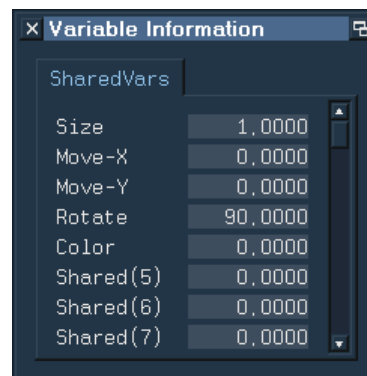 Variable Information
SharedVars
Size 1.0000
Move-X 0.0000
Move-Y 0.0000
Rotate 90.0000
Color 0.0000
Shared(5) 0.0000
Shared(6) 0.0000
Shared(7) 0.0000